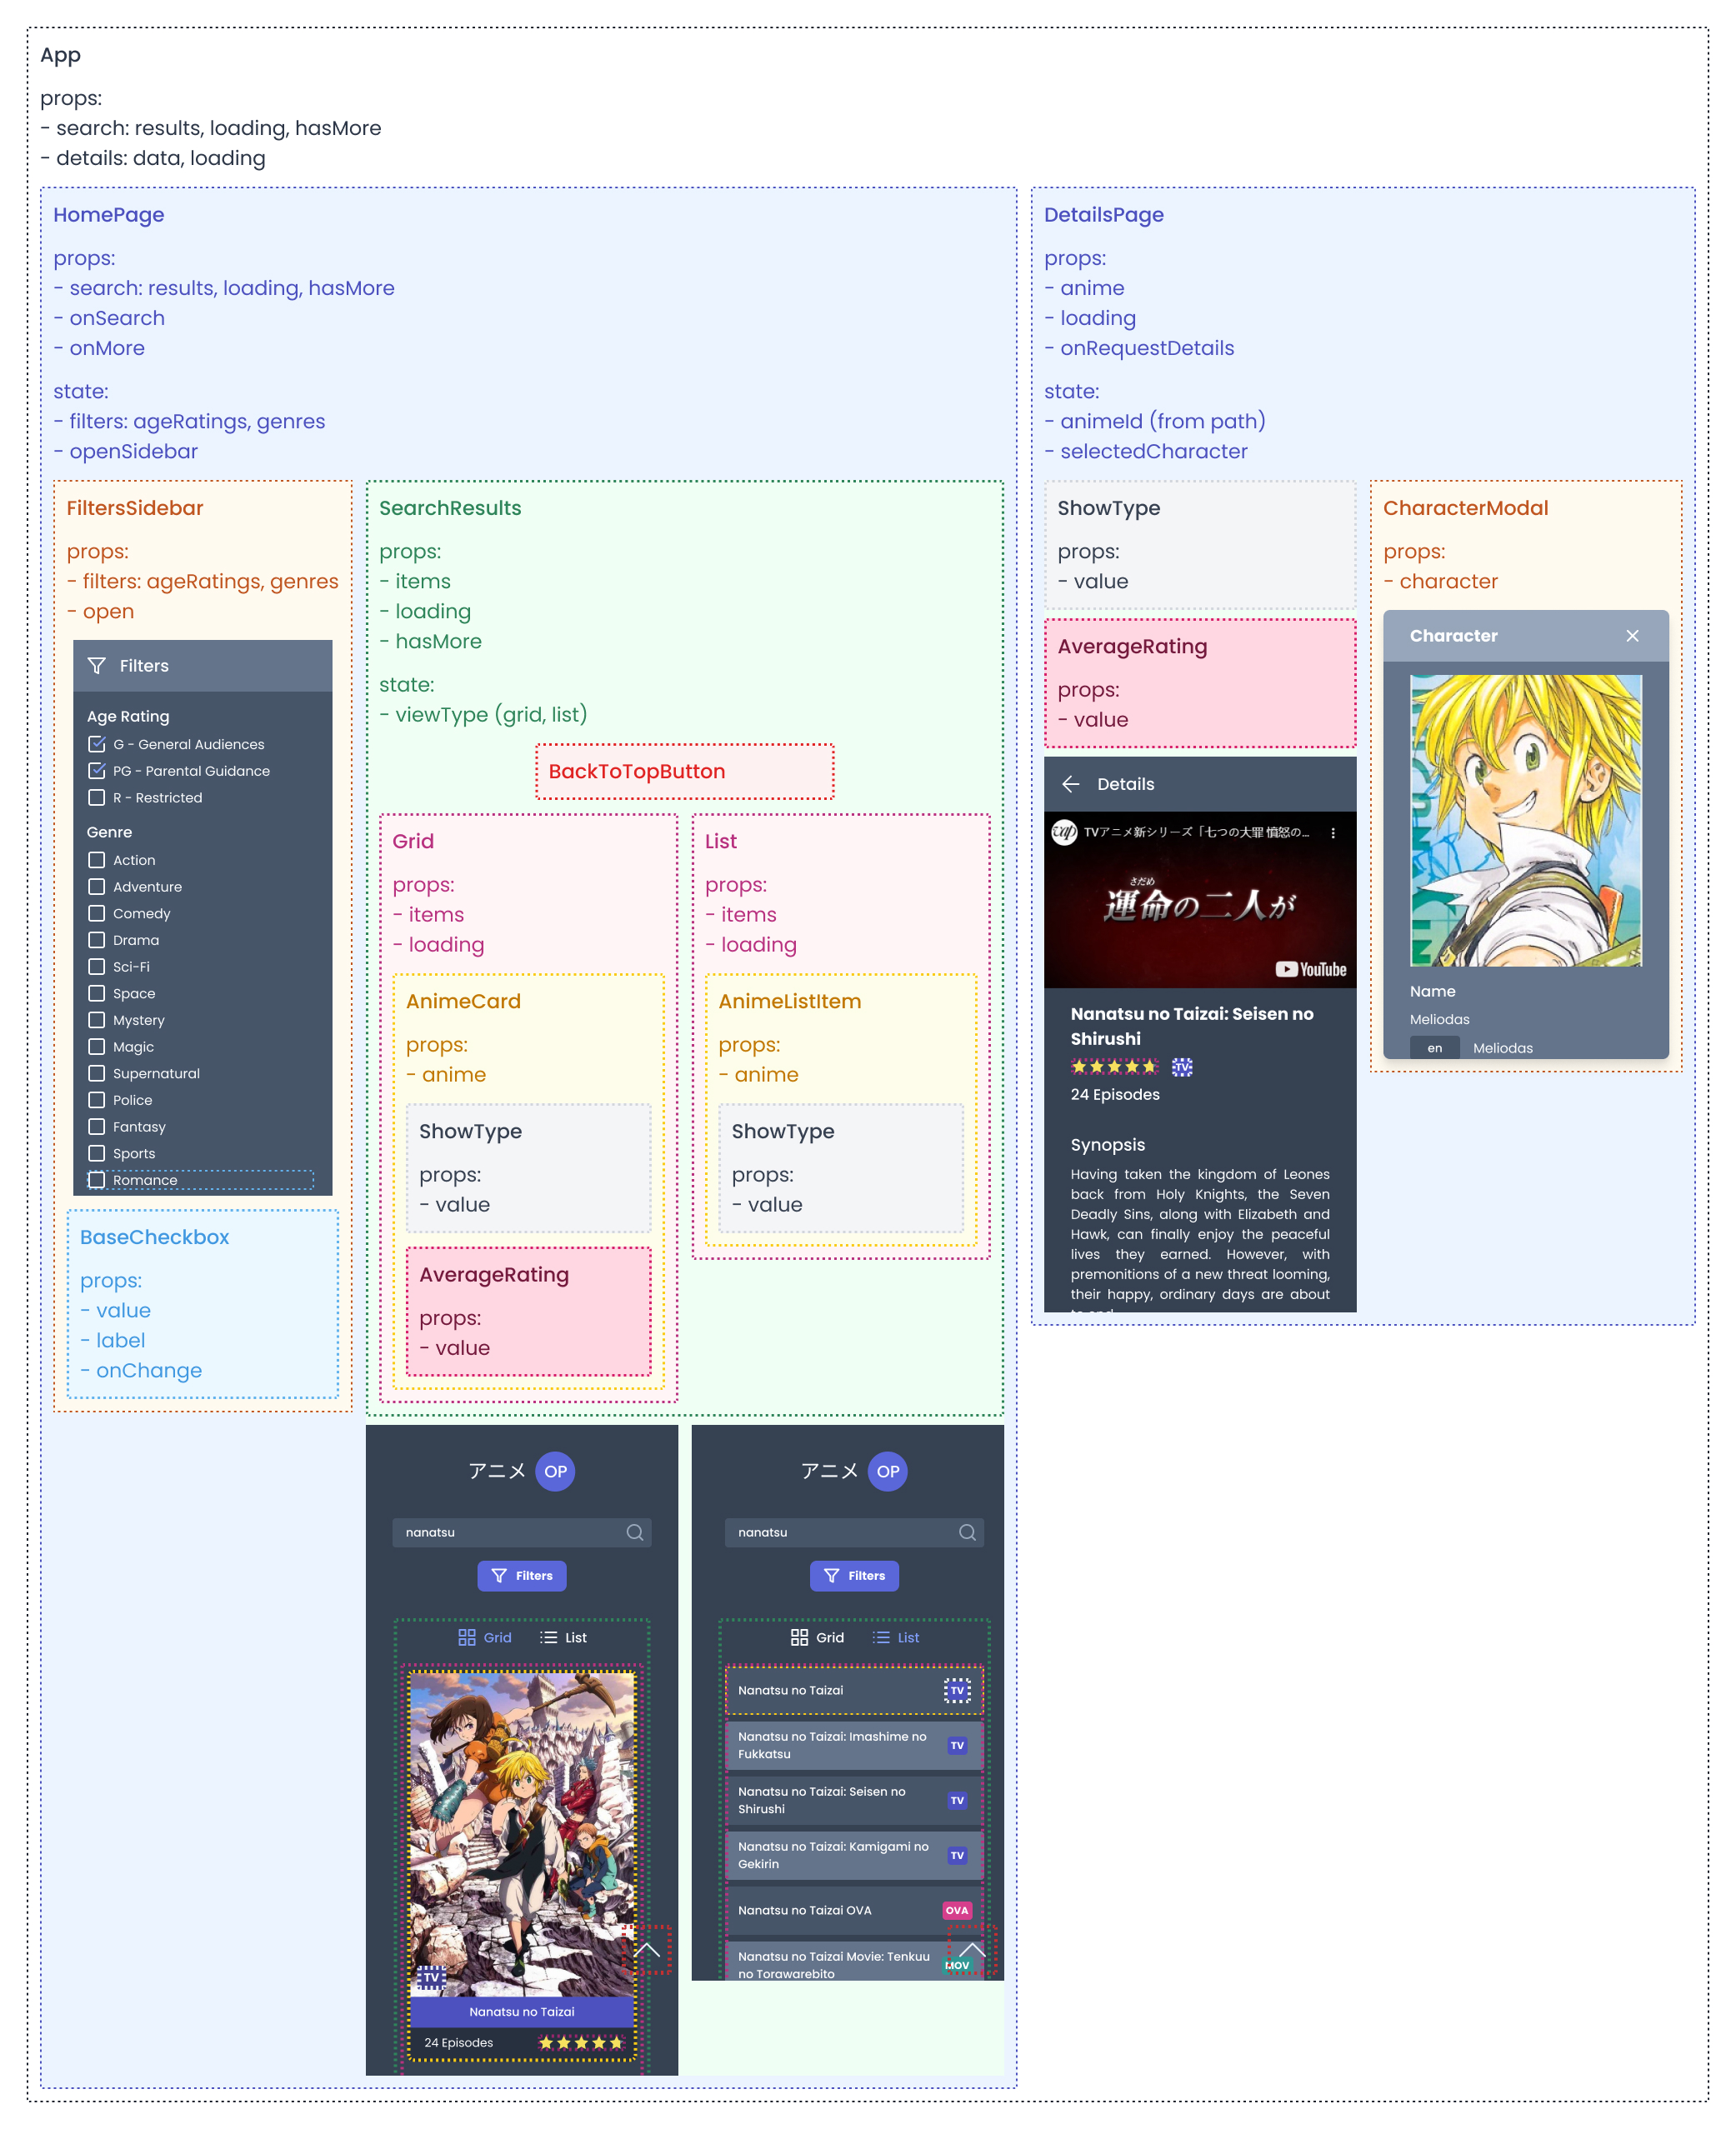 App
props:
- search: results, loading, hasMore
- details: data, loading
HomePage
props:
- search: results, loading, hasMore
- onSearch
- onMore
state:
- filters: ageRatings, genres
- openSidebar
FiltersSidebar
props:
- filters: ageRatings, genres
- open
Filters
Age Rating
G - General Audiences
PG - Parental Guidance
R - Restricted
Genre
Action
Adventure
Comedy
Drama
Sci-Fi
Space
Mystery
Magic
Supernatural
Police
Fantasy
Sports
Romance
BaseCheckbox
props:
- value
- label
- onChange
SearchResults
props:
- items
- loading
- hasMore
state:
- viewType (grid, list)
BackToTopButton
Grid
props:
- items
- loading
AnimeCard
props:
- anime
ShowType
props:
- value
AverageRating
props:
- value
List
props:
- items
- loading
AnimeListItem
props:
- anime
ShowType
props:
- value
アニメ OP
nanatsu
Filters
Grid List
TV
Nanatsu no Taizai
24 Episodes
アニメ OP
nanatsu
Filters
Grid List
Nanatsu no Taizai TV
Nanatsu no Taizai: Imashime no
Fukkatsu TV
Nanatsu no Taizai: Seisen no
Shirushi TV
Nanatsu no Taizai: Kamigami no
Gekirin TV
Nanatsu no Taizai OVA OVA
Nanatsu no Taizai Movie: Tenkuu
no Torawarebito MOV
DetailsPage
props:
- anime
- loading
- onRequestDetails
state:
- animeId (from path)
- selectedCharacter
ShowType
props:
- value
AverageRating
props:
- value
Details
vap TVアニメ新シリーズ「七つの大罪 憤怒の...
さだめ
運命の二人が
YouTube
Nanatsu no Taizai: Seisen no
Shirushi
TV
24 Episodes
Synopsis
Having taken the kingdom of Leones
back from Holy Knights, the Seven
Deadly Sins, along with Elizabeth and
Hawk, can finally enjoy the peaceful
lives they earned. However, with
premonitions of a new threat looming,
their happy, ordinary days are about
to end
CharacterModal
props:
- character
Character
Name
Meliodas
en Meliodas